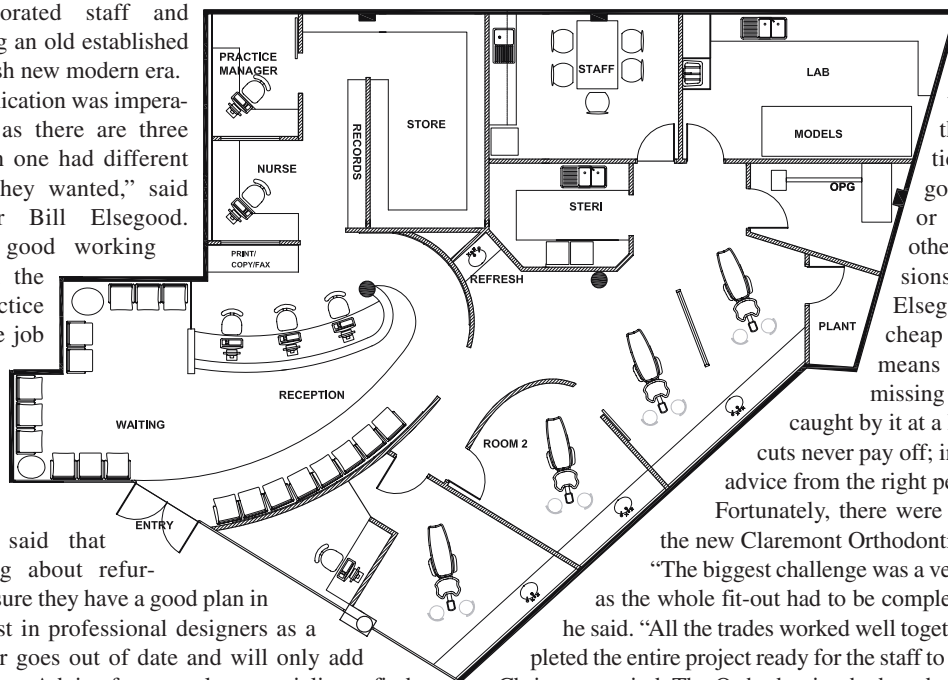 orated staff and
an old established
sh new modern era.
ication was impera-
as there are three
one had different
they wanted,” said
Bill Elsegood.
good working
the
ctice
job
said that
about refur-
sure they have a good plan in
st in professional designers as a
goes out of date and will only add
PRACTICE
MANAGER
NURSE
PRINT/
COPY/FAX
RECORDS
STORE
STAFF
LAB
MODELS
OPG
STERI
REFRESH
PLANT
RECEPTION
WAITING
ROOM 2
ENTRY
or
sions
Elseg
cheap
means
missing
caught by it at a
cuts never pay off; i
advice from the right pe
Fortunately, there were
the new Claremont Orthodont
“The biggest challenge was a ve
as the whole fit-out had to be comple
he said. “All the trades worked well toget
pleted the entire project ready for the staff to